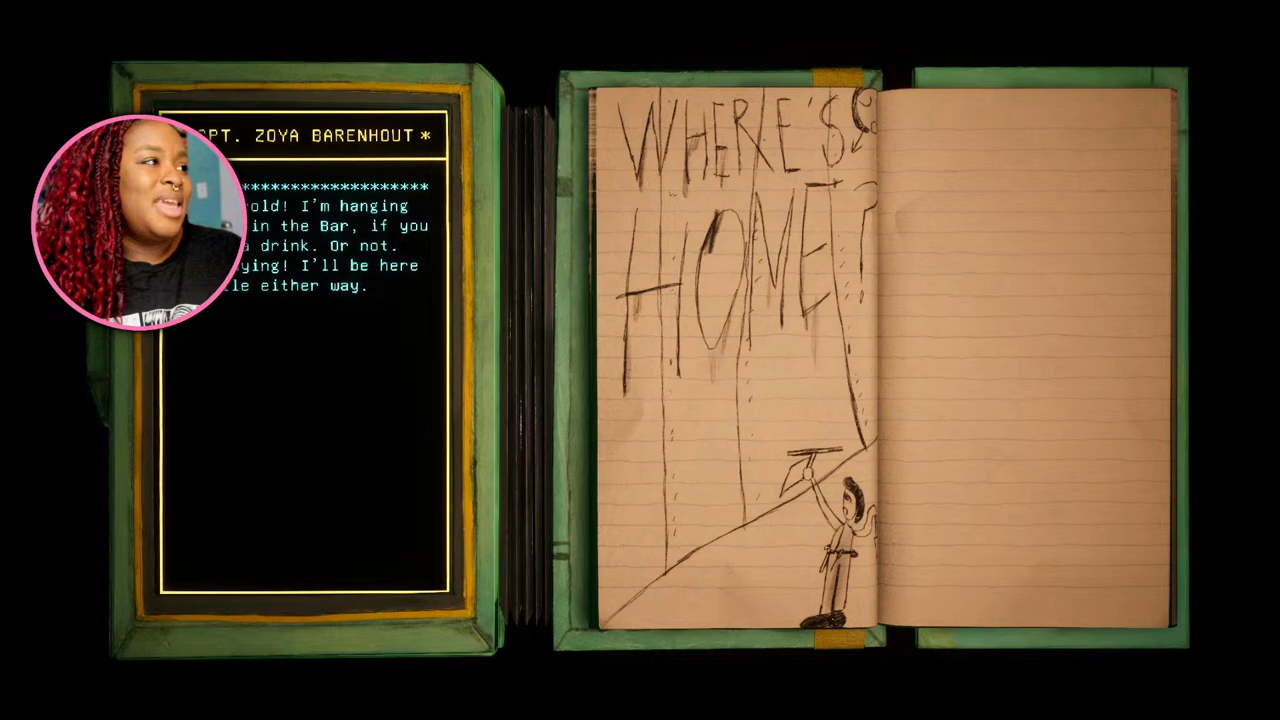 PT. ZOYA BARENHOUT *
*******************
old! I'm hanging
in the Bar, if you
drink. Or not.
ying! I'll be here
le either way.
WHERE'S
HOME?